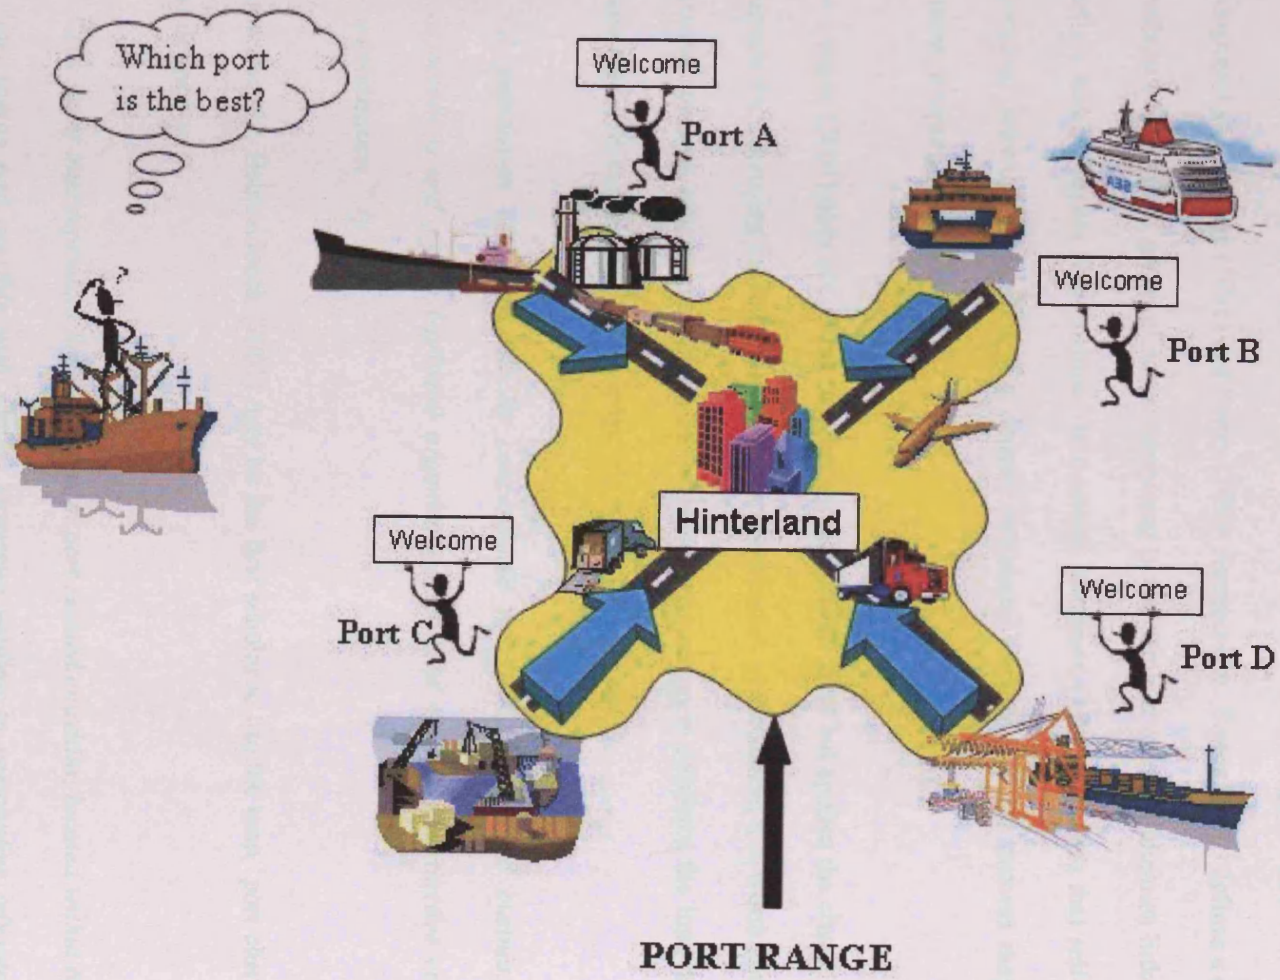 Which port
is the best?
Welcome
Port A
Welcome
Port B
Hinterland
Welcome
Port C
Welcome
Port D
PORT RANGE